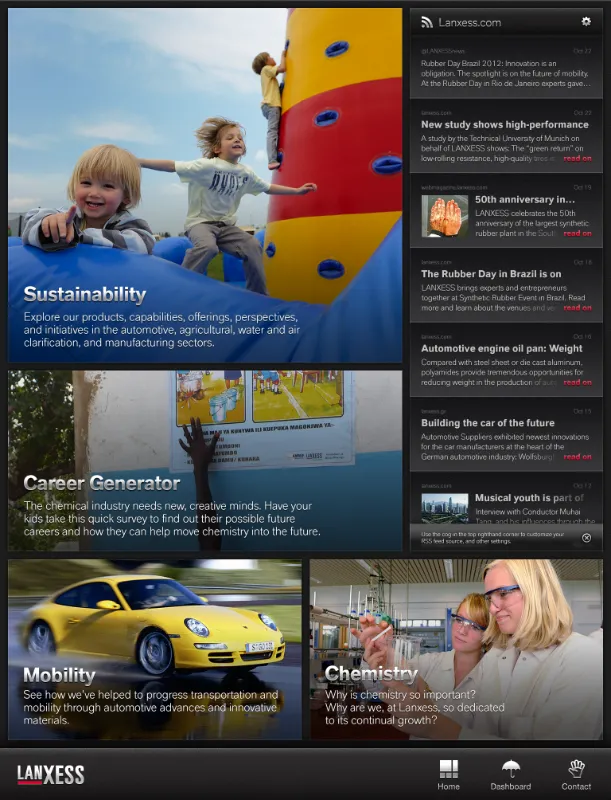 Sustainability
Explore our products, capabilities, offerings, perspectives,
and initiatives in the automotive, agricultural, water and air
clarification, and manufacturing sectors.
MAJI YA KUNYWA ILI KUEPUKA MAGONJWA YA:-
Career Generator
The chemical industry needs new, creative minds. Have your
kids take this quick survey to find out their possible future
careers and how they can help move chemistry into the future.
Mobility
See how we've helped to progress transportation and
mobility through automotive advances and innovative
materials.
Chemistry
Why is chemistry so important?
Why are we, at Lanxess, so dedicated
to its continual growth?
Lanxess.com
@LANXESSnews Oct 22
Rubber Day Brazil 2012: Innovation is an
obligation. The spotlight is on the future of mobility.
At the Rubber Day in Rio de Janeiro experts gave...
lanxess.com Oct 20
New study shows high-performance
A study by the Technical University of Munich on
behalf of LANXESS shows: The "green return" on
low-rolling resistance, high-quality tires read on
webmagazine.lanxess.com Oct 19
50th anniversary in...
LANXESS celebrates the 50th
anniversary of the largest synthetic
rubber plant in the South read on
lanxess.com Oct 18
The Rubber Day in Brazil is on
LANXESS brings experts and entrepreneurs
together at Synthetic Rubber Event in Brazil. Read
more and learn about the venues and read on
lanxess.com Oct 16
Automotive engine oil pan: Weight
Compared with steel sheet or die cast aluminum,
polyamides provide tremendous opportunities for
reducing weight in the production of read on
Oct 15
Building the car of the future
Automotive Suppliers exhibited newest innovations
for the car manufacturers at the heart of the
German automotive industry: Wolfsburg! read on
lanxess.com
Musical youth is part of
Interview with Conductor Muhai
Tang, and his influences through the
Use the cog in the top righthand corner to customize your
RSS feed source, and other settings.
LANXESS
Home
Dashboard
Contact